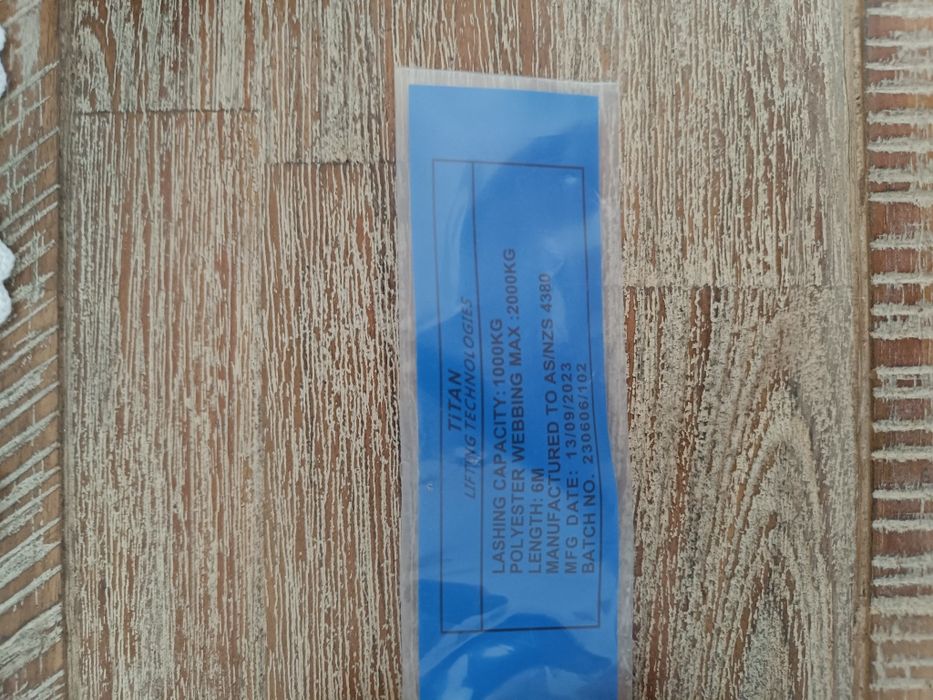 TiTAN
LIFTING TECHNOLOGIES
LASHING CAPACITY: 1000KG
POLYESTER WEBBING MAX :2000KG
LENGTH: 6M
MANUFACTURED TO AS/NZS 4380
MFG DATE: 13/09/2023
BATCH NO. 230606/102